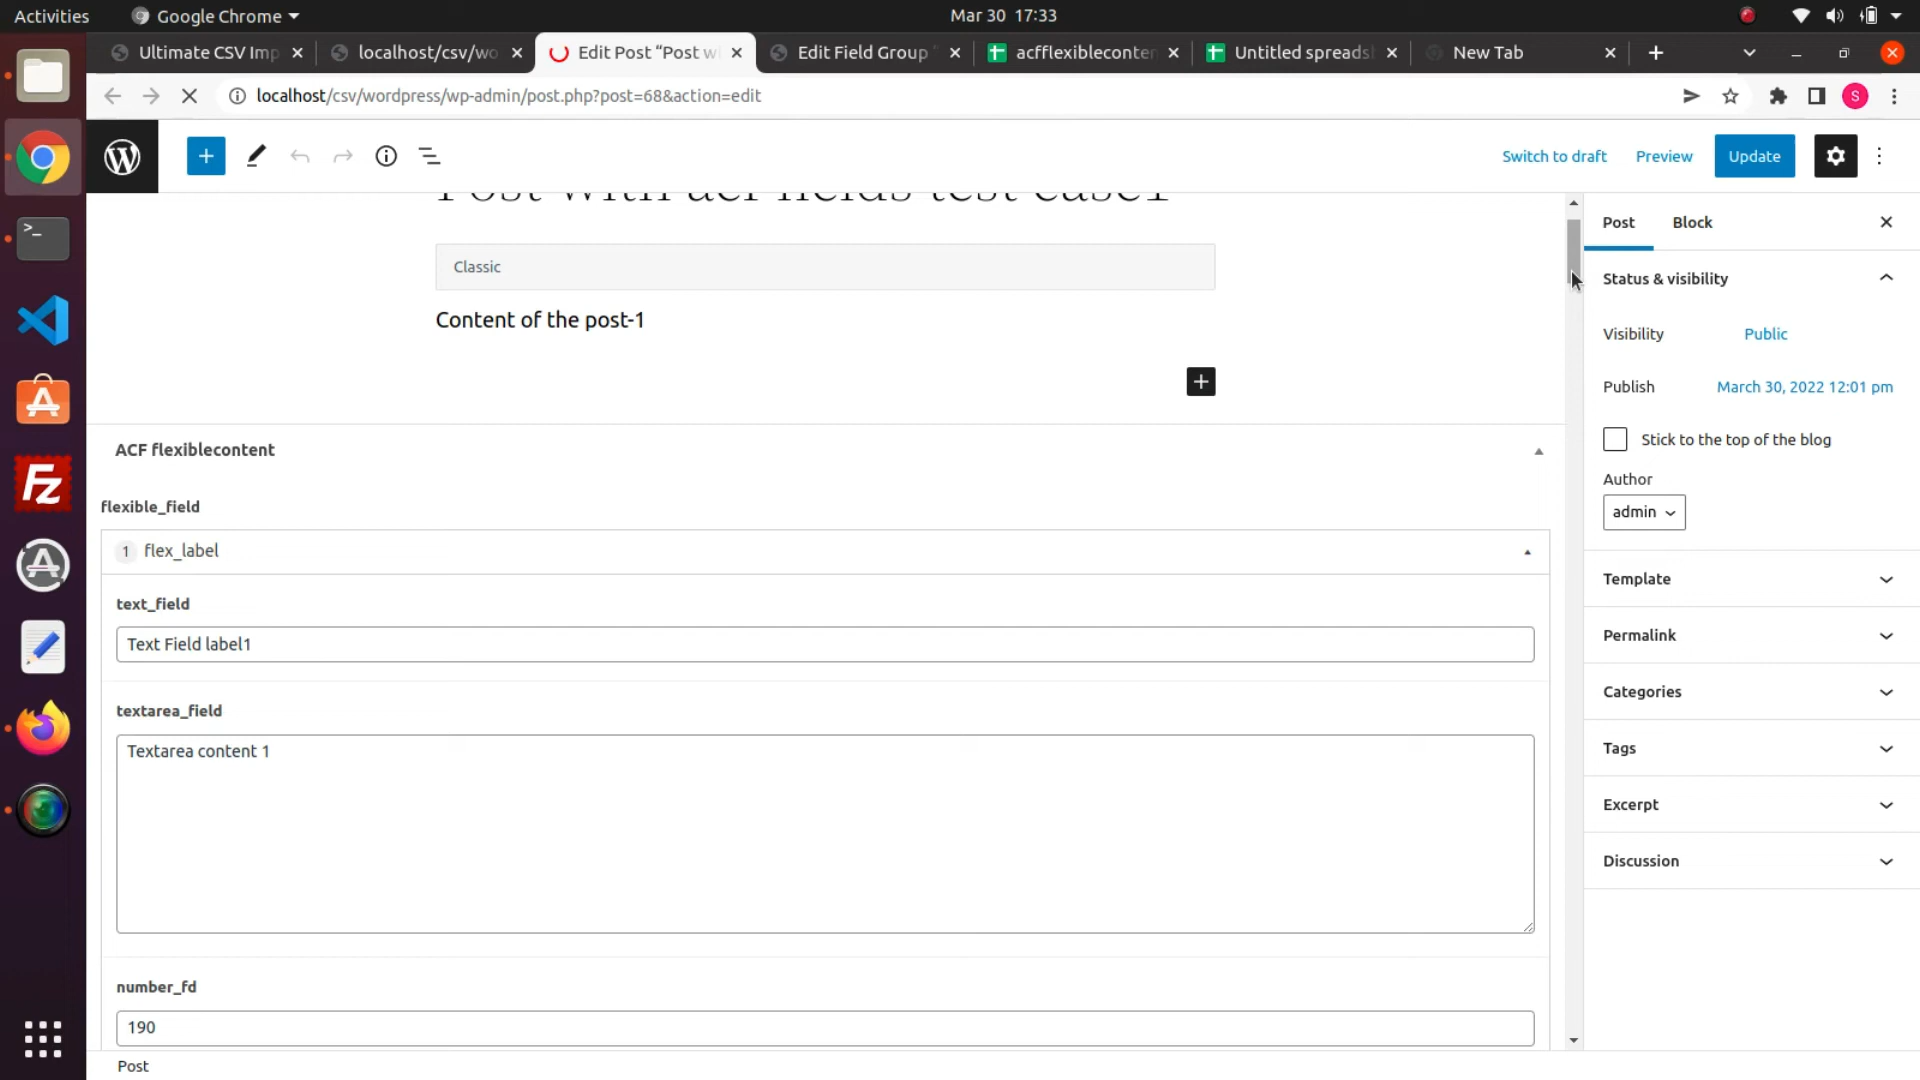 Activities Google Chrome Mar 30 17:33
Ultimate CSV Imp localhost/csv/wo Edit Post “Post wi Edit Field Group acfflexibleconten Untitled spreads New Tab
localhost/csv/wordpress/wp-admin/post.php?post=68&action=edit S
Switch to draft Preview Update
Post with acf fields test case1
Post Block
Classic
Status & visibility
Content of the post-1
Visibility Public
Publish March 30, 2022 12:01 pm
Stick to the top of the blog
ACF flexiblecontent
Author
flexible_field
admin
1 flex_label
Template
text_field
Text Field label1
Permalink
Categories
textarea_field
Textarea content 1
Tags
Excerpt
Discussion
number_fd
190
Post